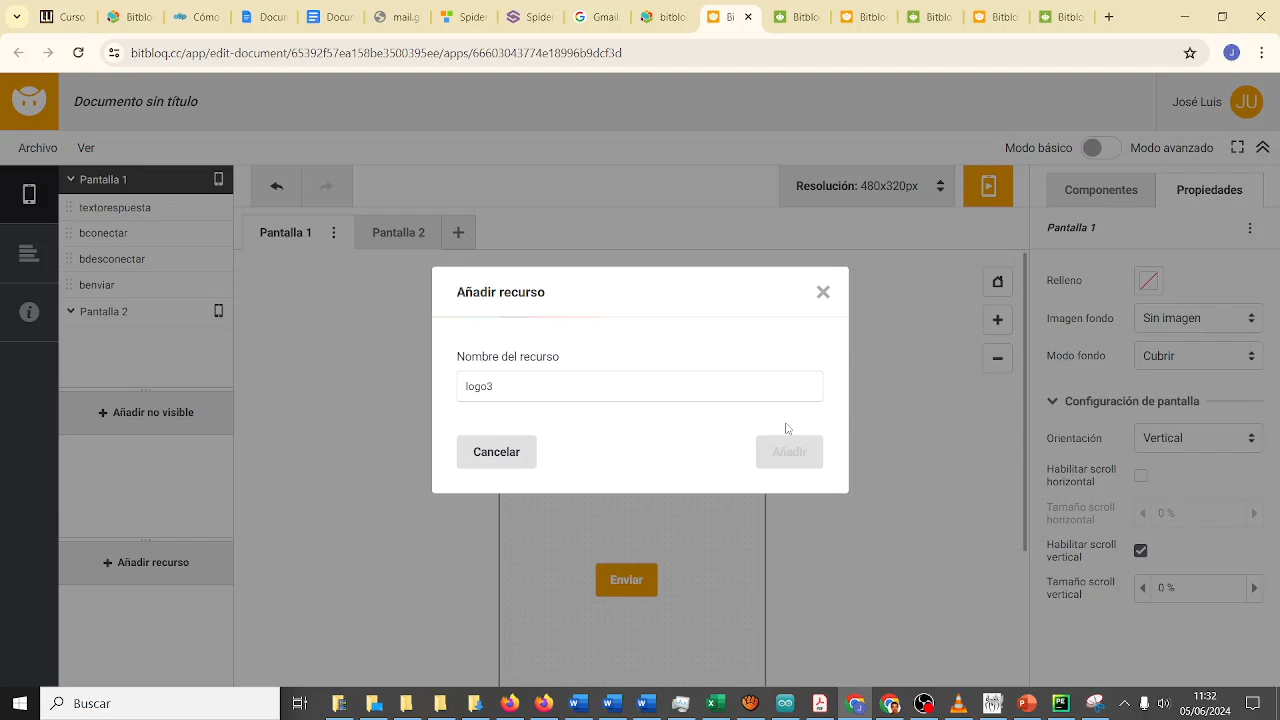 Curso
Bitblo
Cómo
Docum
Docum
mail.g
Spider
Spider
Gmail
bitblo
Bi
Bitblo
Bitblo
Bitblo
Bitblo
Bitblo
bitbloq.cc/app/edit-document/65392f57ea158be3500395ee/apps/66603043774e18996b9dcf3d
J
Documento sin título
José Luis JU
Archivo Ver
Modo básico Modo avanzado
Pantalla 1
textorespuesta
bconectar
bdesconectar
benviar
Pantalla 2
+ Añadir no visible
+ Añadir recurso
Resolución: 480x320px
Pantalla 1 Pantalla 2 +
Añadir recurso
Nombre del recurso
logo3
Cancelar Añadir
Enviar
Componentes Propiedades
Pantalla 1
Relleno
Imagen fondo Sin imagen
Modo fondo Cubrir
Configuración de pantalla
Orientación Vertical
Habilitar scroll
horizontal
Tamaño scroll
horizontal 0 %
Habilitar scroll
vertical
Tamaño scroll
vertical 0 %
Buscar
11:32
05/06/2024